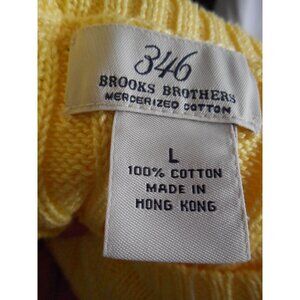 346
BROOKS BROTHERS
MERCERIZED COTTON
L
100% COTTON
MADE IN
HONG KONG